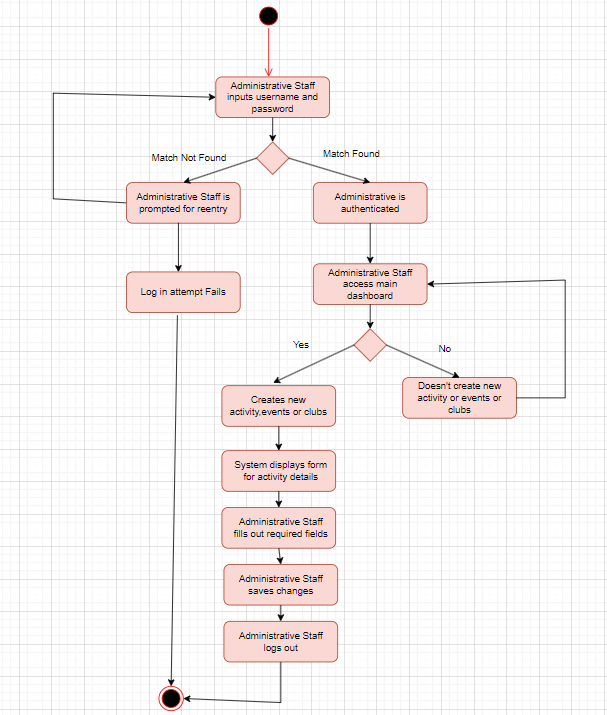 Administrative Staff
inputs username and
password
Match Not Found
Match Found
Administrative Staff is
prompted for reentry
Administrative is
authenticated
Log in attempt Fails
Administrative Staff
access main
dashboard
Yes
No
Creates new
activity,events or clubs
Doesn't create new
activity or events or
clubs
System displays form
for activity details
Administrative Staff
fills out required fields
Administrative Staff
saves changes
Administrative Staff
logs out